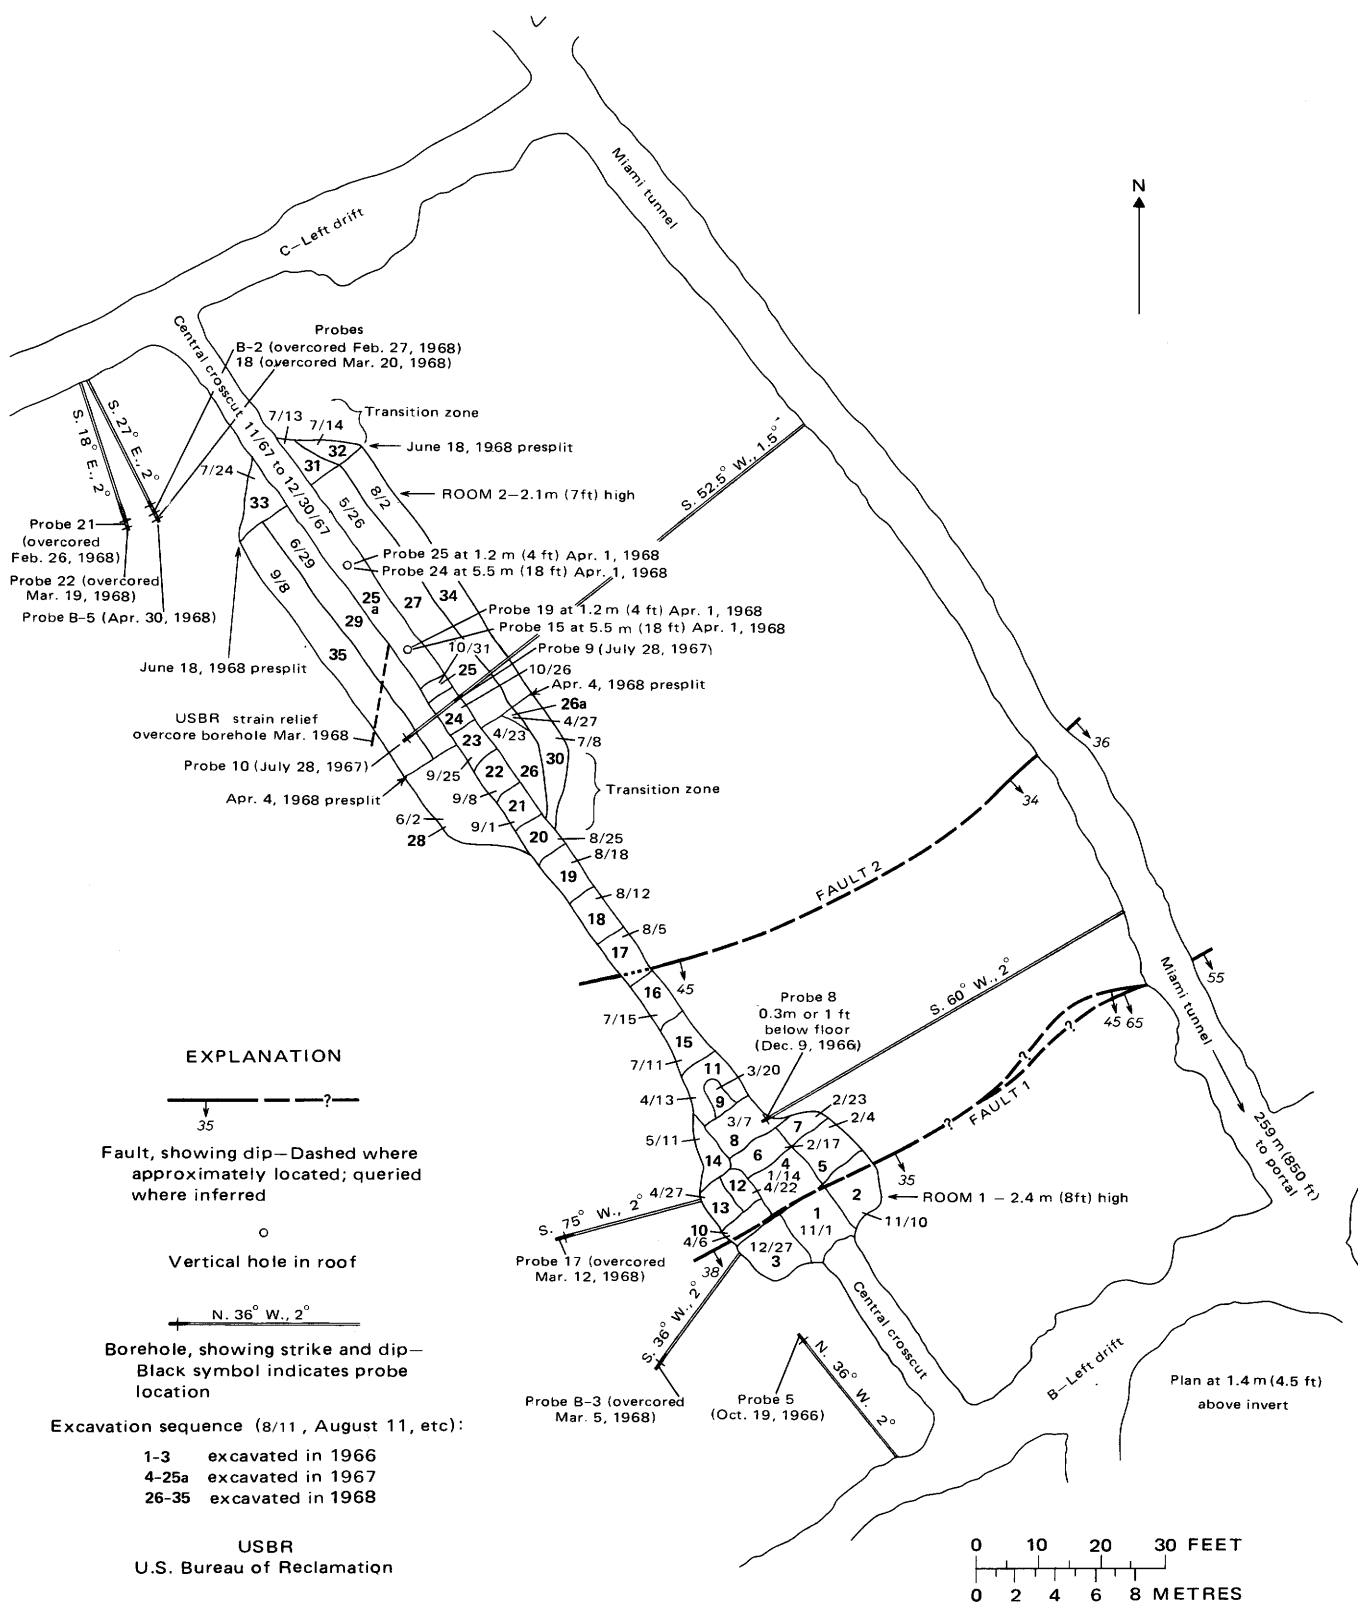 Miami tunnel
N
C—Left drift
Central crosscut 11/67 to 12/30/67
Probes
B-2 (overcored Feb. 27, 1968)
18 (overcored Mar. 20, 1968)
Transition zone
7/13
7/14
June 18, 1968 presplit
32
31
S. 18° E., 2°
S. 27° E., 2°
7/24
8/2
ROOM 2—2.1m (7ft) high
S. 52.5° W., 1.5°
33
5/26
Probe 21
(overcored
Feb. 26, 1968)
6/29
Probe 25 at 1.2 m (4 ft) Apr. 1, 1968
Probe 24 at 5.5 m (18 ft) Apr. 1, 1968
Probe 22 (overcored
Mar. 19, 1968)
9/8
25
a
27
34
Probe B-5 (Apr. 30, 1968)
29
Probe 19 at 1.2 m (4 ft) Apr. 1, 1968
Probe 15 at 5.5 m (18 ft) Apr. 1, 1968
35
10/31
Probe 9 (July 28, 1967)
June 18, 1968 presplit
25
10/26
Apr. 4, 1968 presplit
USBR strain relief
overcore borehole Mar. 1968
24
26a
4/27
4/23
7/8
36
Probe 10 (July 28, 1967)
23
9/25
22
26
30
Apr. 4, 1968 presplit
9/8
21
Transition zone
34
6/2
28
9/1
20
8/25
8/18
19
8/12
FAULT 2
18
8/5
17
45
16
S. 60° W., 2°
Miami tunnel
55
7/15
Probe 8
0.3m or 1 ft
below floor
(Dec. 9, 1966)
45
65
15
7/11
11
3/20
?
?
4/13
9
3/7
2/23
2/4
?
FAULT 1
259 m (850 ft)
to portal
5/11
8
7
2/17
14
6
4
5
35
1/14
12
4/22
4/27
13
2
ROOM 1 — 2.4 m (8ft) high
S. 75° W., 2°
10
4/6
1
11/1
11/10
Probe 17 (overcored
Mar. 12, 1968)
12/27
3
38
S. 36° W., 2°
Central crosscut
Probe B-3 (overcored
Mar. 5, 1968)
Probe 5
(Oct. 19, 1966)
N. 36° W. 2°
B—Left drift
Plan at 1.4 m (4.5 ft)
above invert
EXPLANATION
?
35
Fault, showing dip—Dashed where
approximately located; queried
where inferred
Vertical hole in roof
N. 36° W., 2°
Borehole, showing strike and dip—
Black symbol indicates probe
location
Excavation sequence (8/11, August 11, etc):
1-3 excavated in 1966
4-25a excavated in 1967
26-35 excavated in 1968
USBR
U.S. Bureau of Reclamation
0 10 20 30 FEET
0 2 4 6 8 METRES